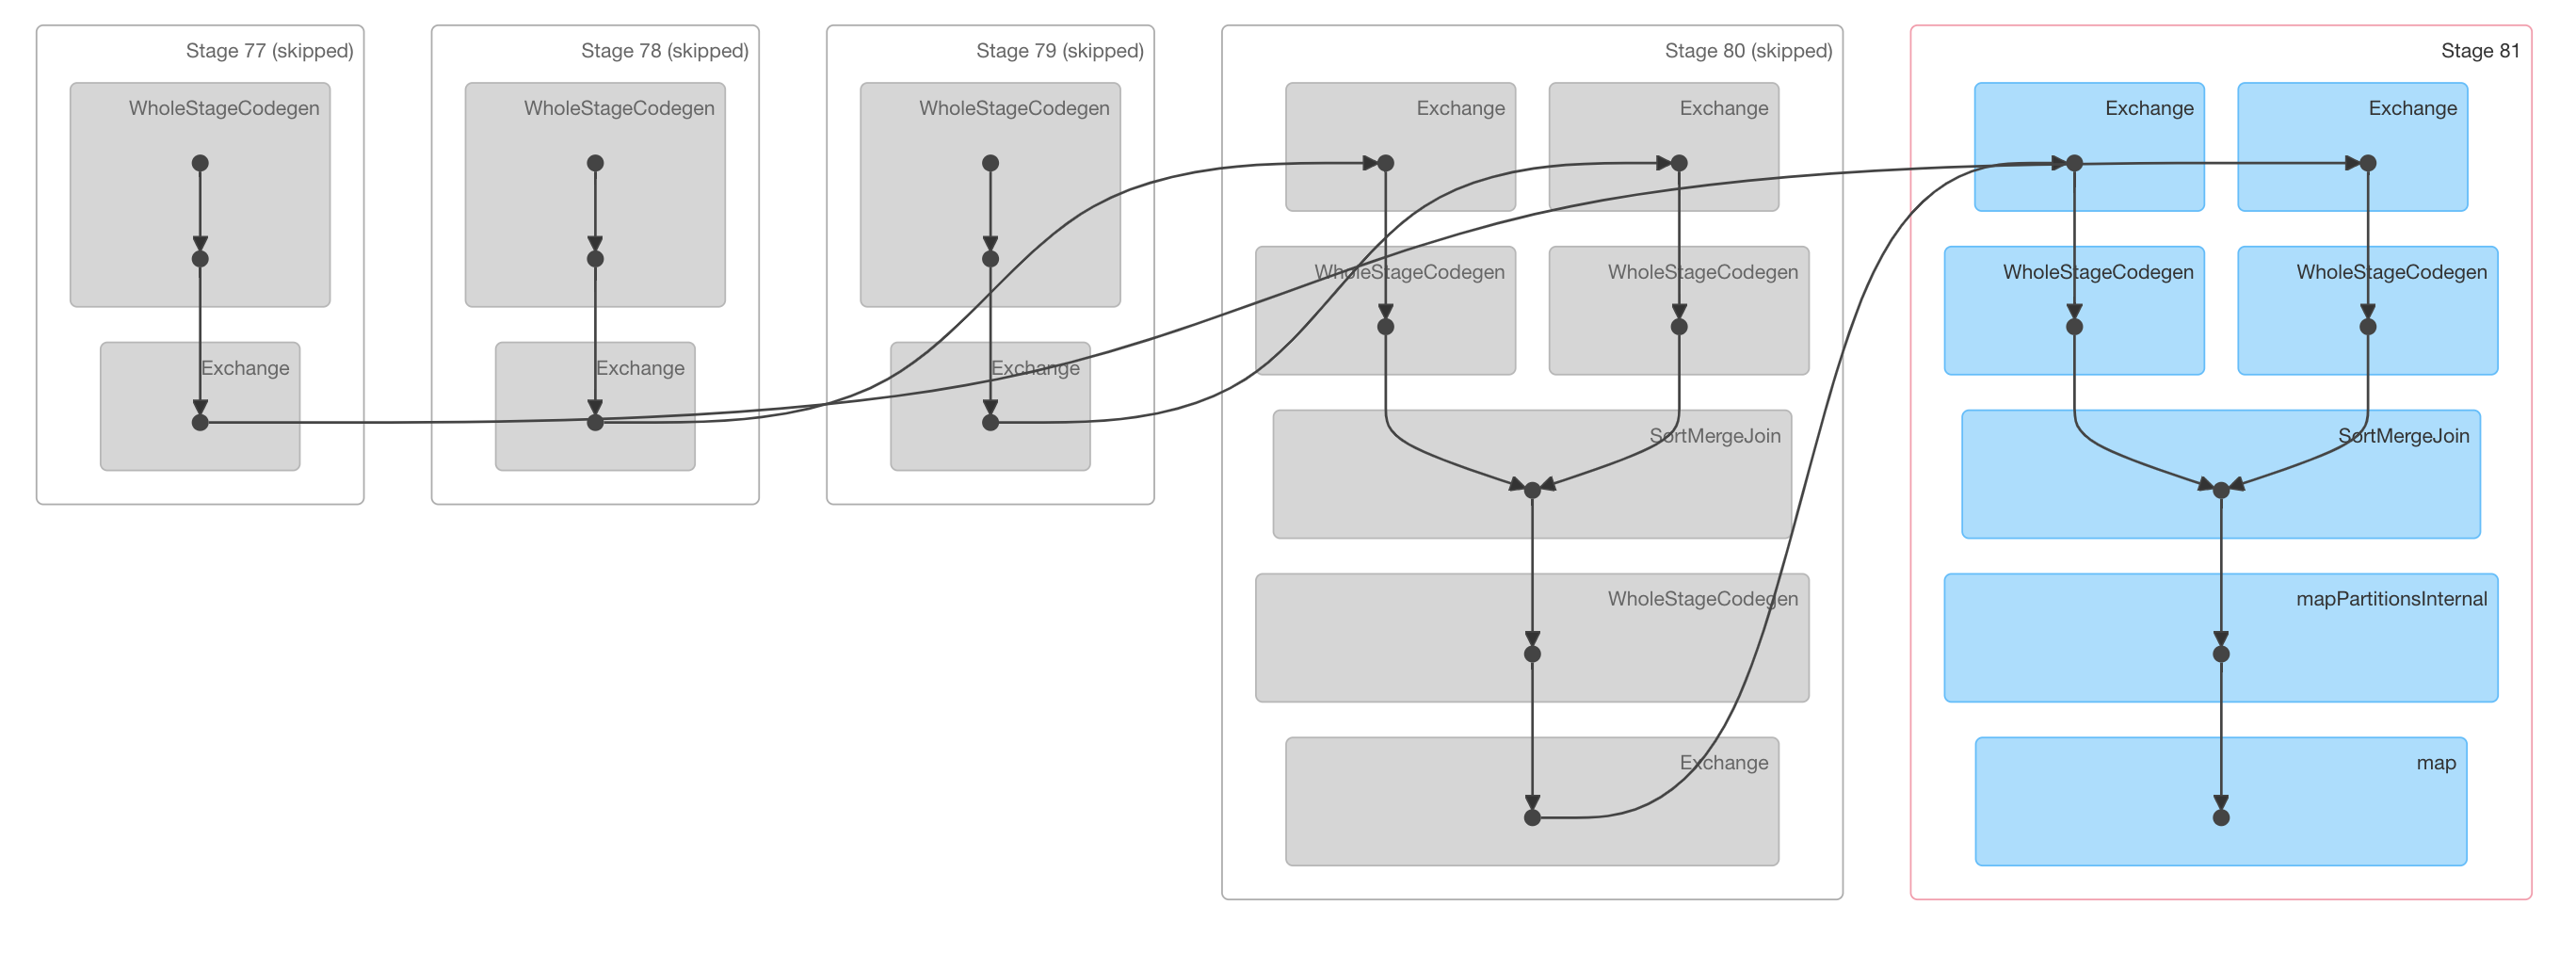 Stage 77 (skipped)
WholeStageCodegen
Exchange
Stage 78 (skipped)
WholeStageCodegen
Exchange
Stage 79 (skipped)
WholeStageCodegen
Exchange
Stage 80 (skipped)
Exchange
Exchange
WholeStageCodegen
WholeStageCodegen
SortMergeJoin
WholeStageCodegen
Exchange
Stage 81
Exchange
Exchange
WholeStageCodegen
WholeStageCodegen
SortMergeJoin
mapPartitionsInternal
map